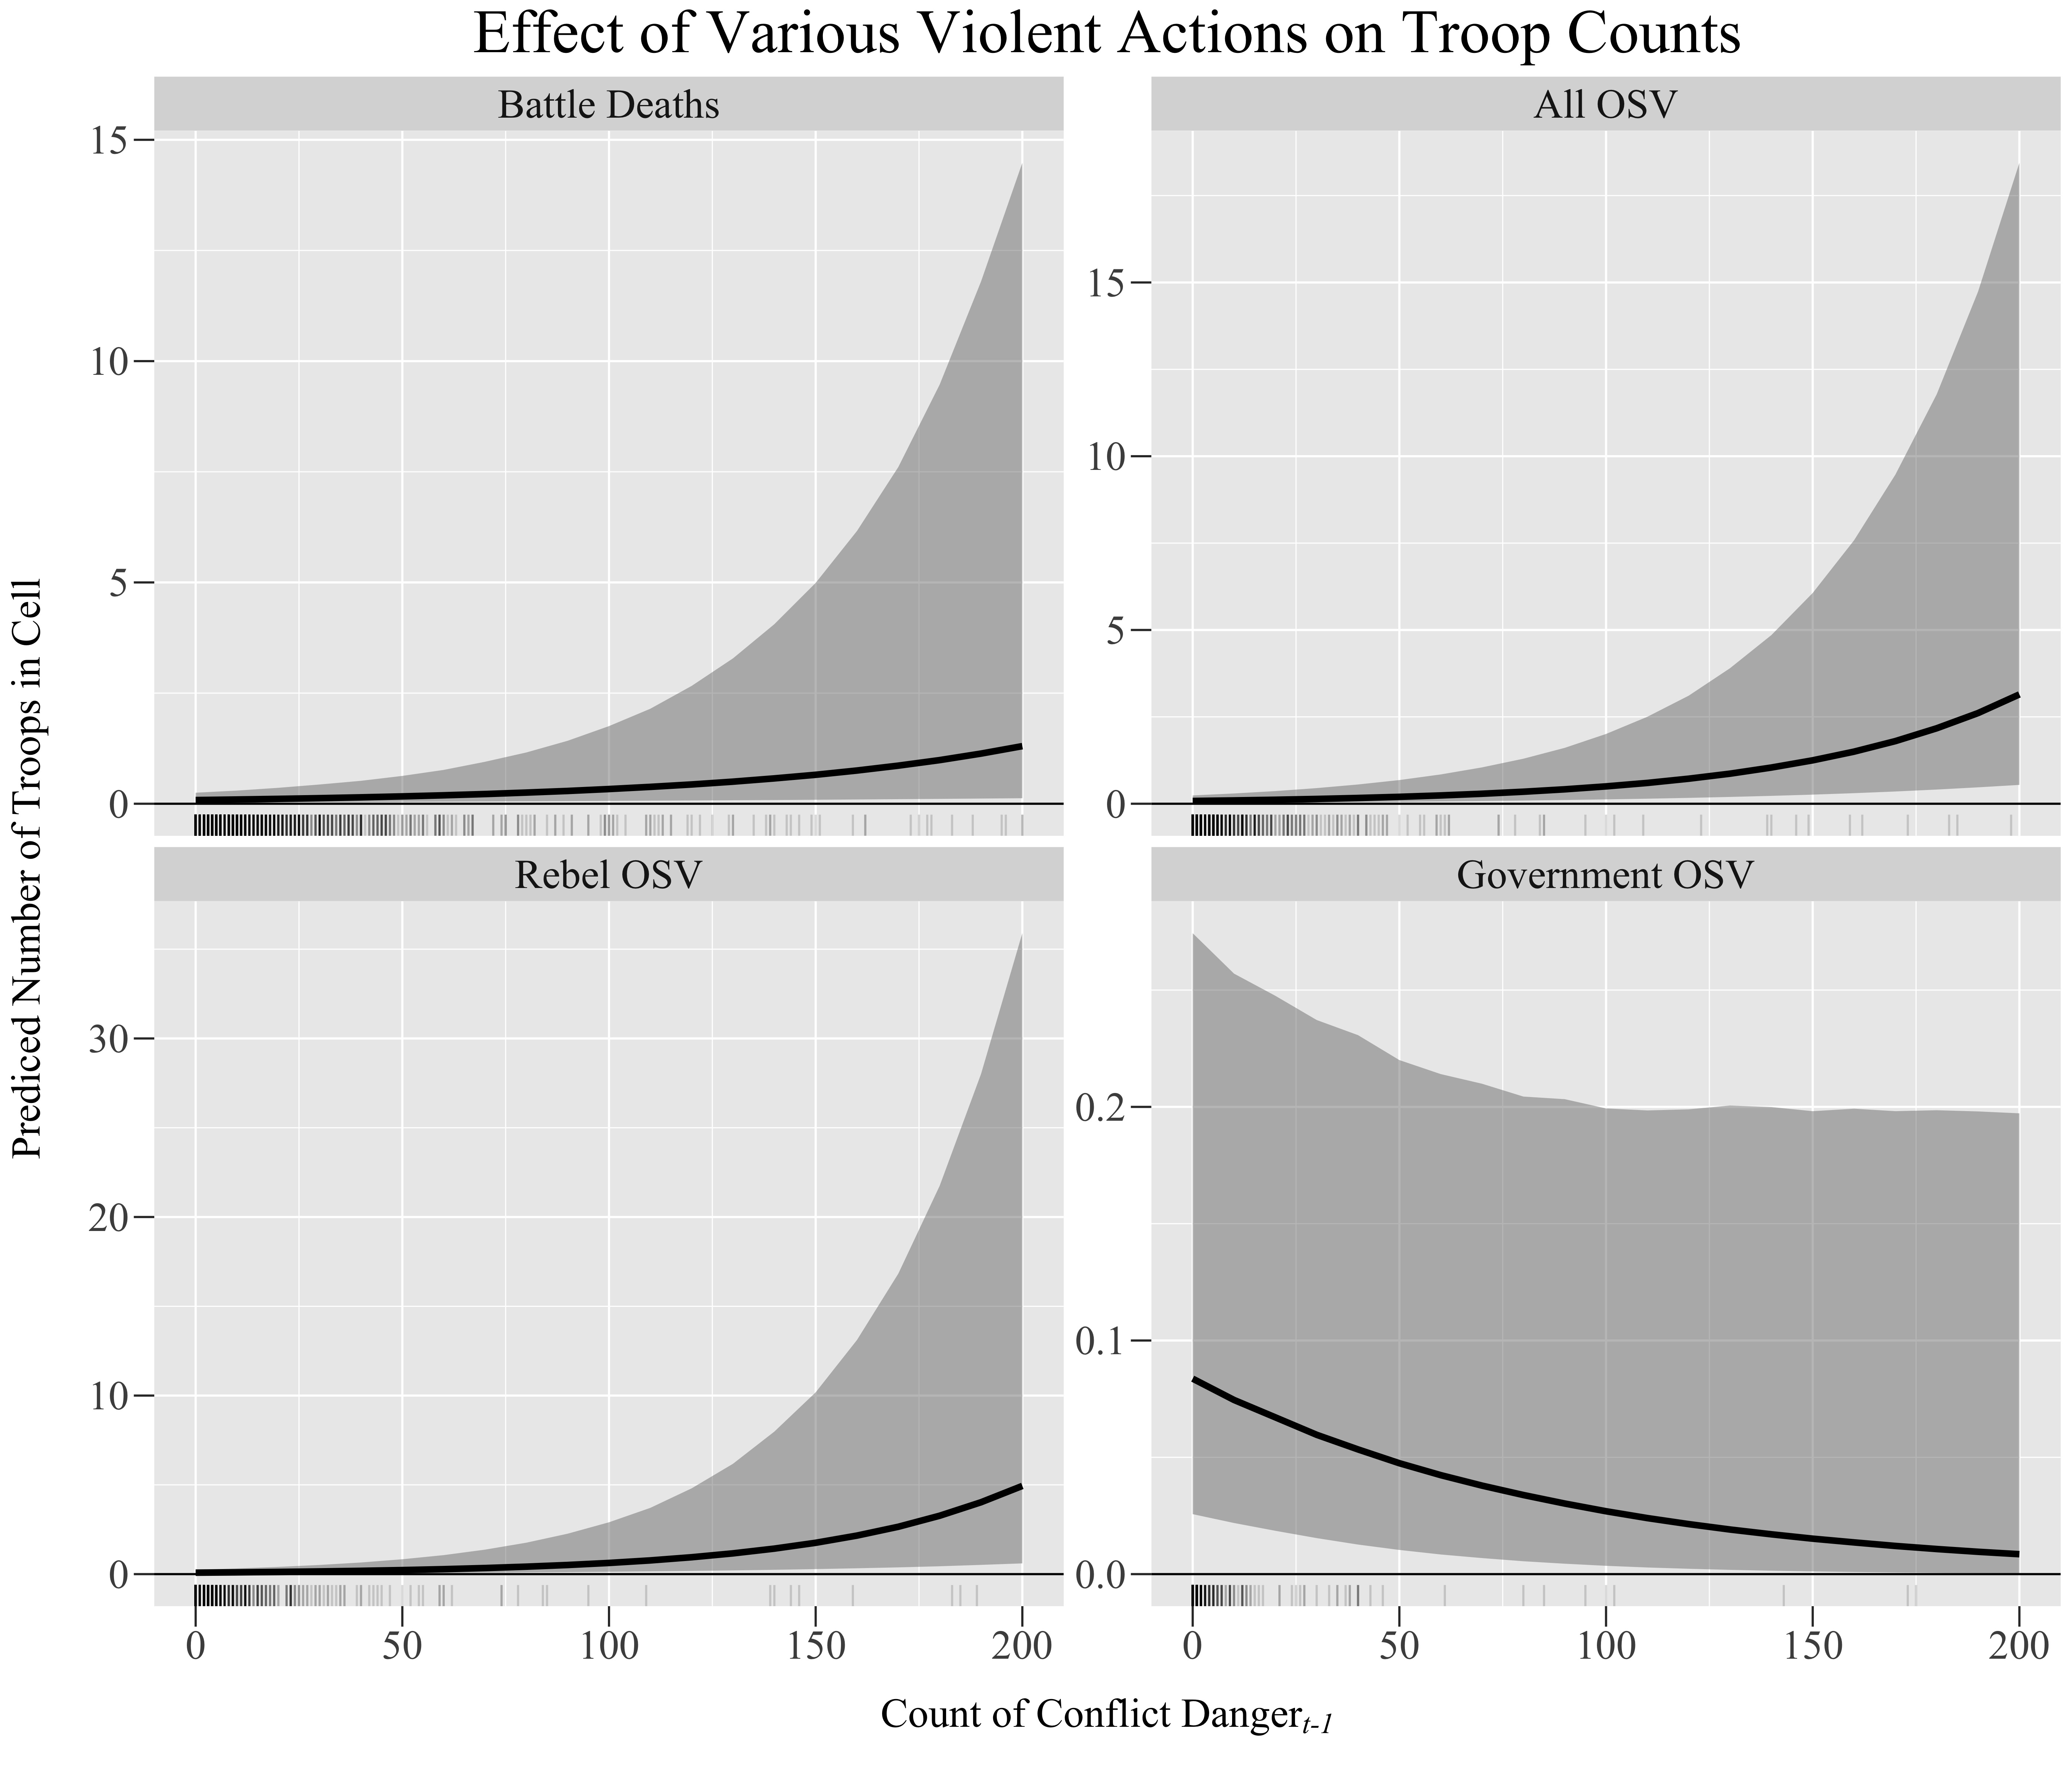 Effect of Various Violent Actions on Troop Counts
Battle Deaths
All OSV
15
10
5
0
15
10
5
0
Prediced Number of Troops in Cell
Rebel OSV
Government OSV
30
20
10
0
0.2
0.1
0.0
0 50 100 150 200
0 50 100 150 200
Count of Conflict Danger t-1